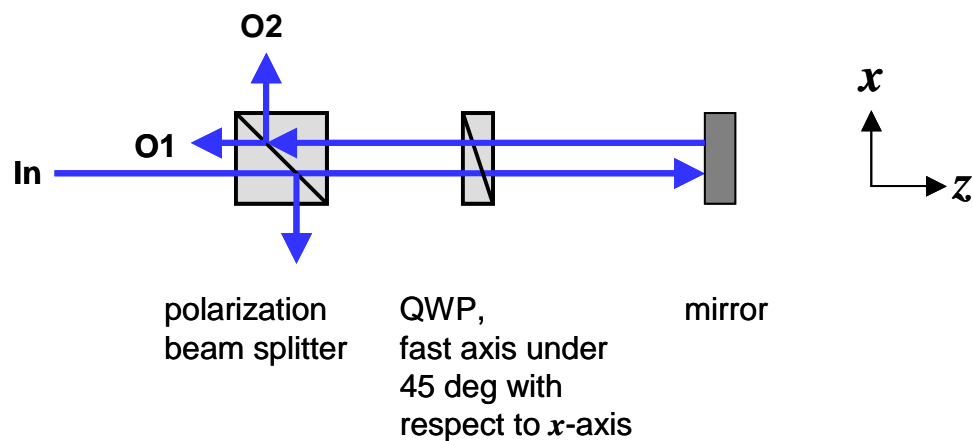 O2
x
O1
In
z
polarization
beam splitter
QWP,
fast axis under
45 deg with
respect to x-axis
mirror